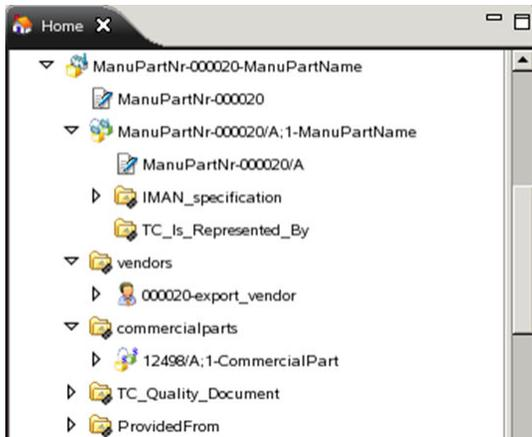 Home
ManuPartNr-000020-ManuPartName
ManuPartNr-000020
ManuPartNr-000020/A;1-ManuPartName
ManuPartNr-000020/A
IMAN_specification
TC_Is_Represented_By
vendors
000020-export_vendor
commercialparts
12498/A;1-CommercialPart
TC_Quality_Document
ProvidedFrom